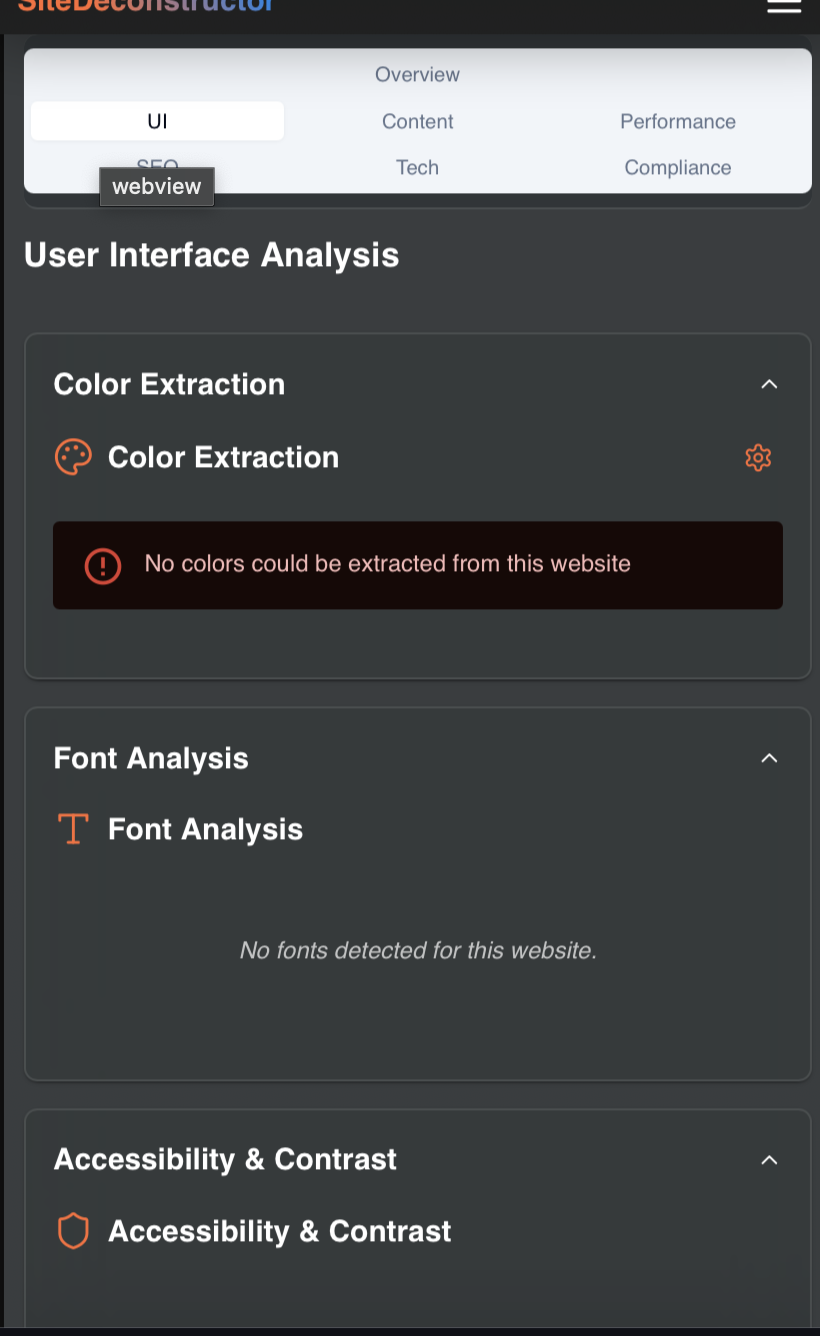 SiteDeconstructor
Overview
UI Content Performance
SEO Tech Compliance
webview
User Interface Analysis
Color Extraction
Color Extraction
No colors could be extracted from this website
Font Analysis
Font Analysis
No fonts detected for this website.
Accessibility & Contrast
Accessibility & Contrast